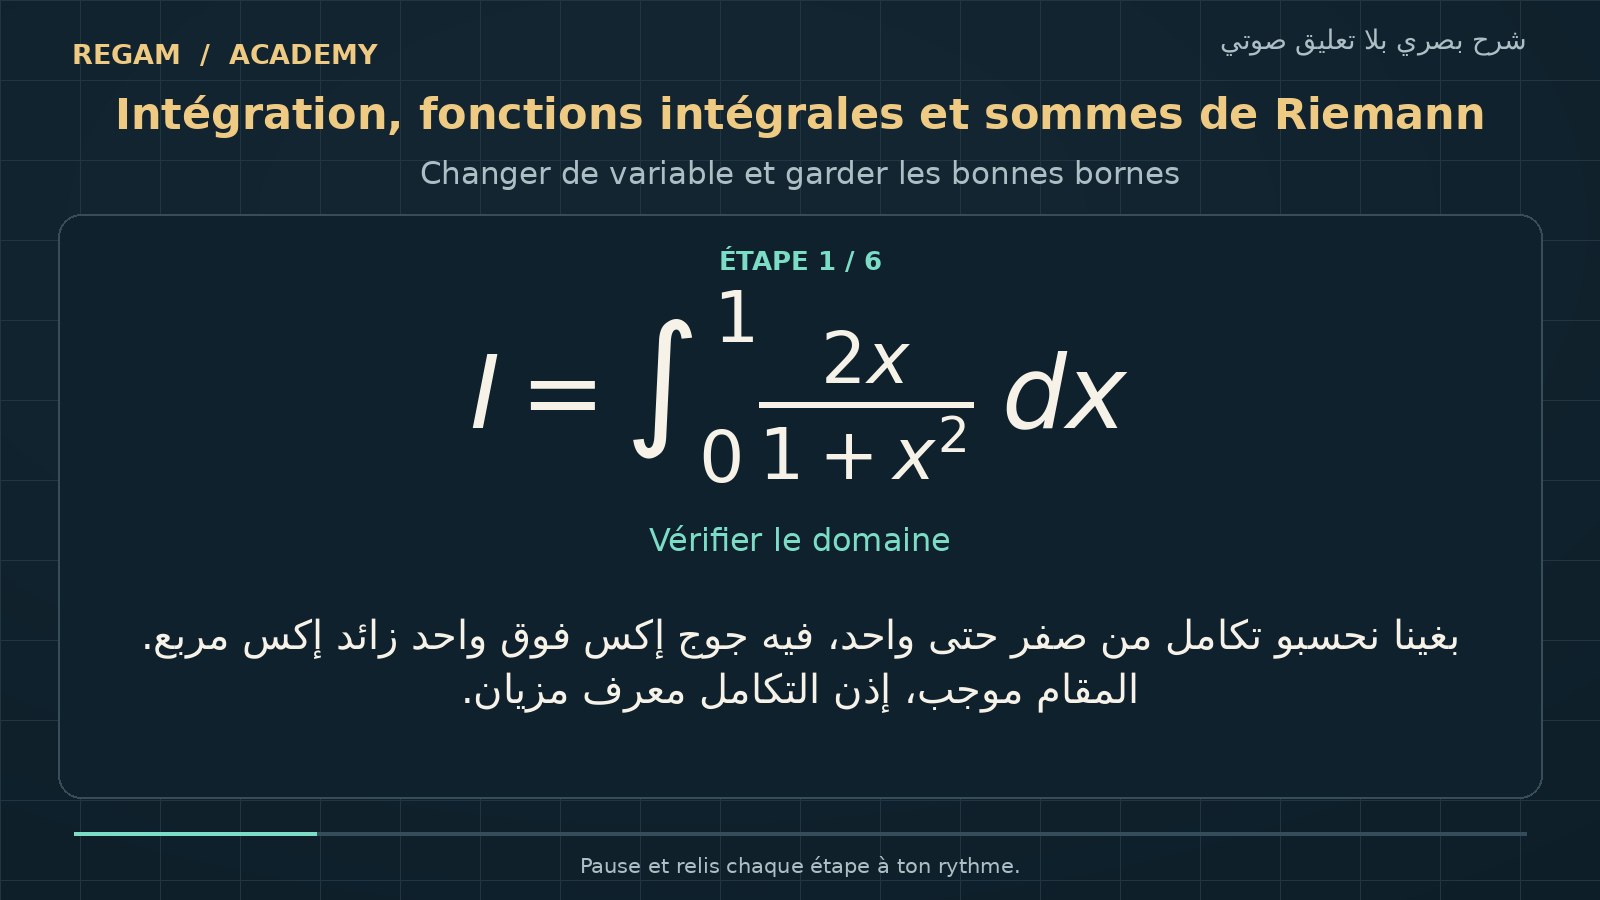 REGAM / ACADEMY
شرح بصري بلا تعليق صوتي
Intégration, fonctions intégrales et sommes de Riemann
Changer de variable et garder les bonnes bornes
ÉTAPE 1 / 6
I = ∫₀¹ 2x/(1 + x²) dx
Vérifier le domaine
بغينا نحسبو تكامل من صفر حتى واحد، فيه جوج إكس فوق واحد زائد إكس مربع.
المقام موجب، إذن التكامل معرف مزيان.
Pause et relis chaque étape à ton rythme.